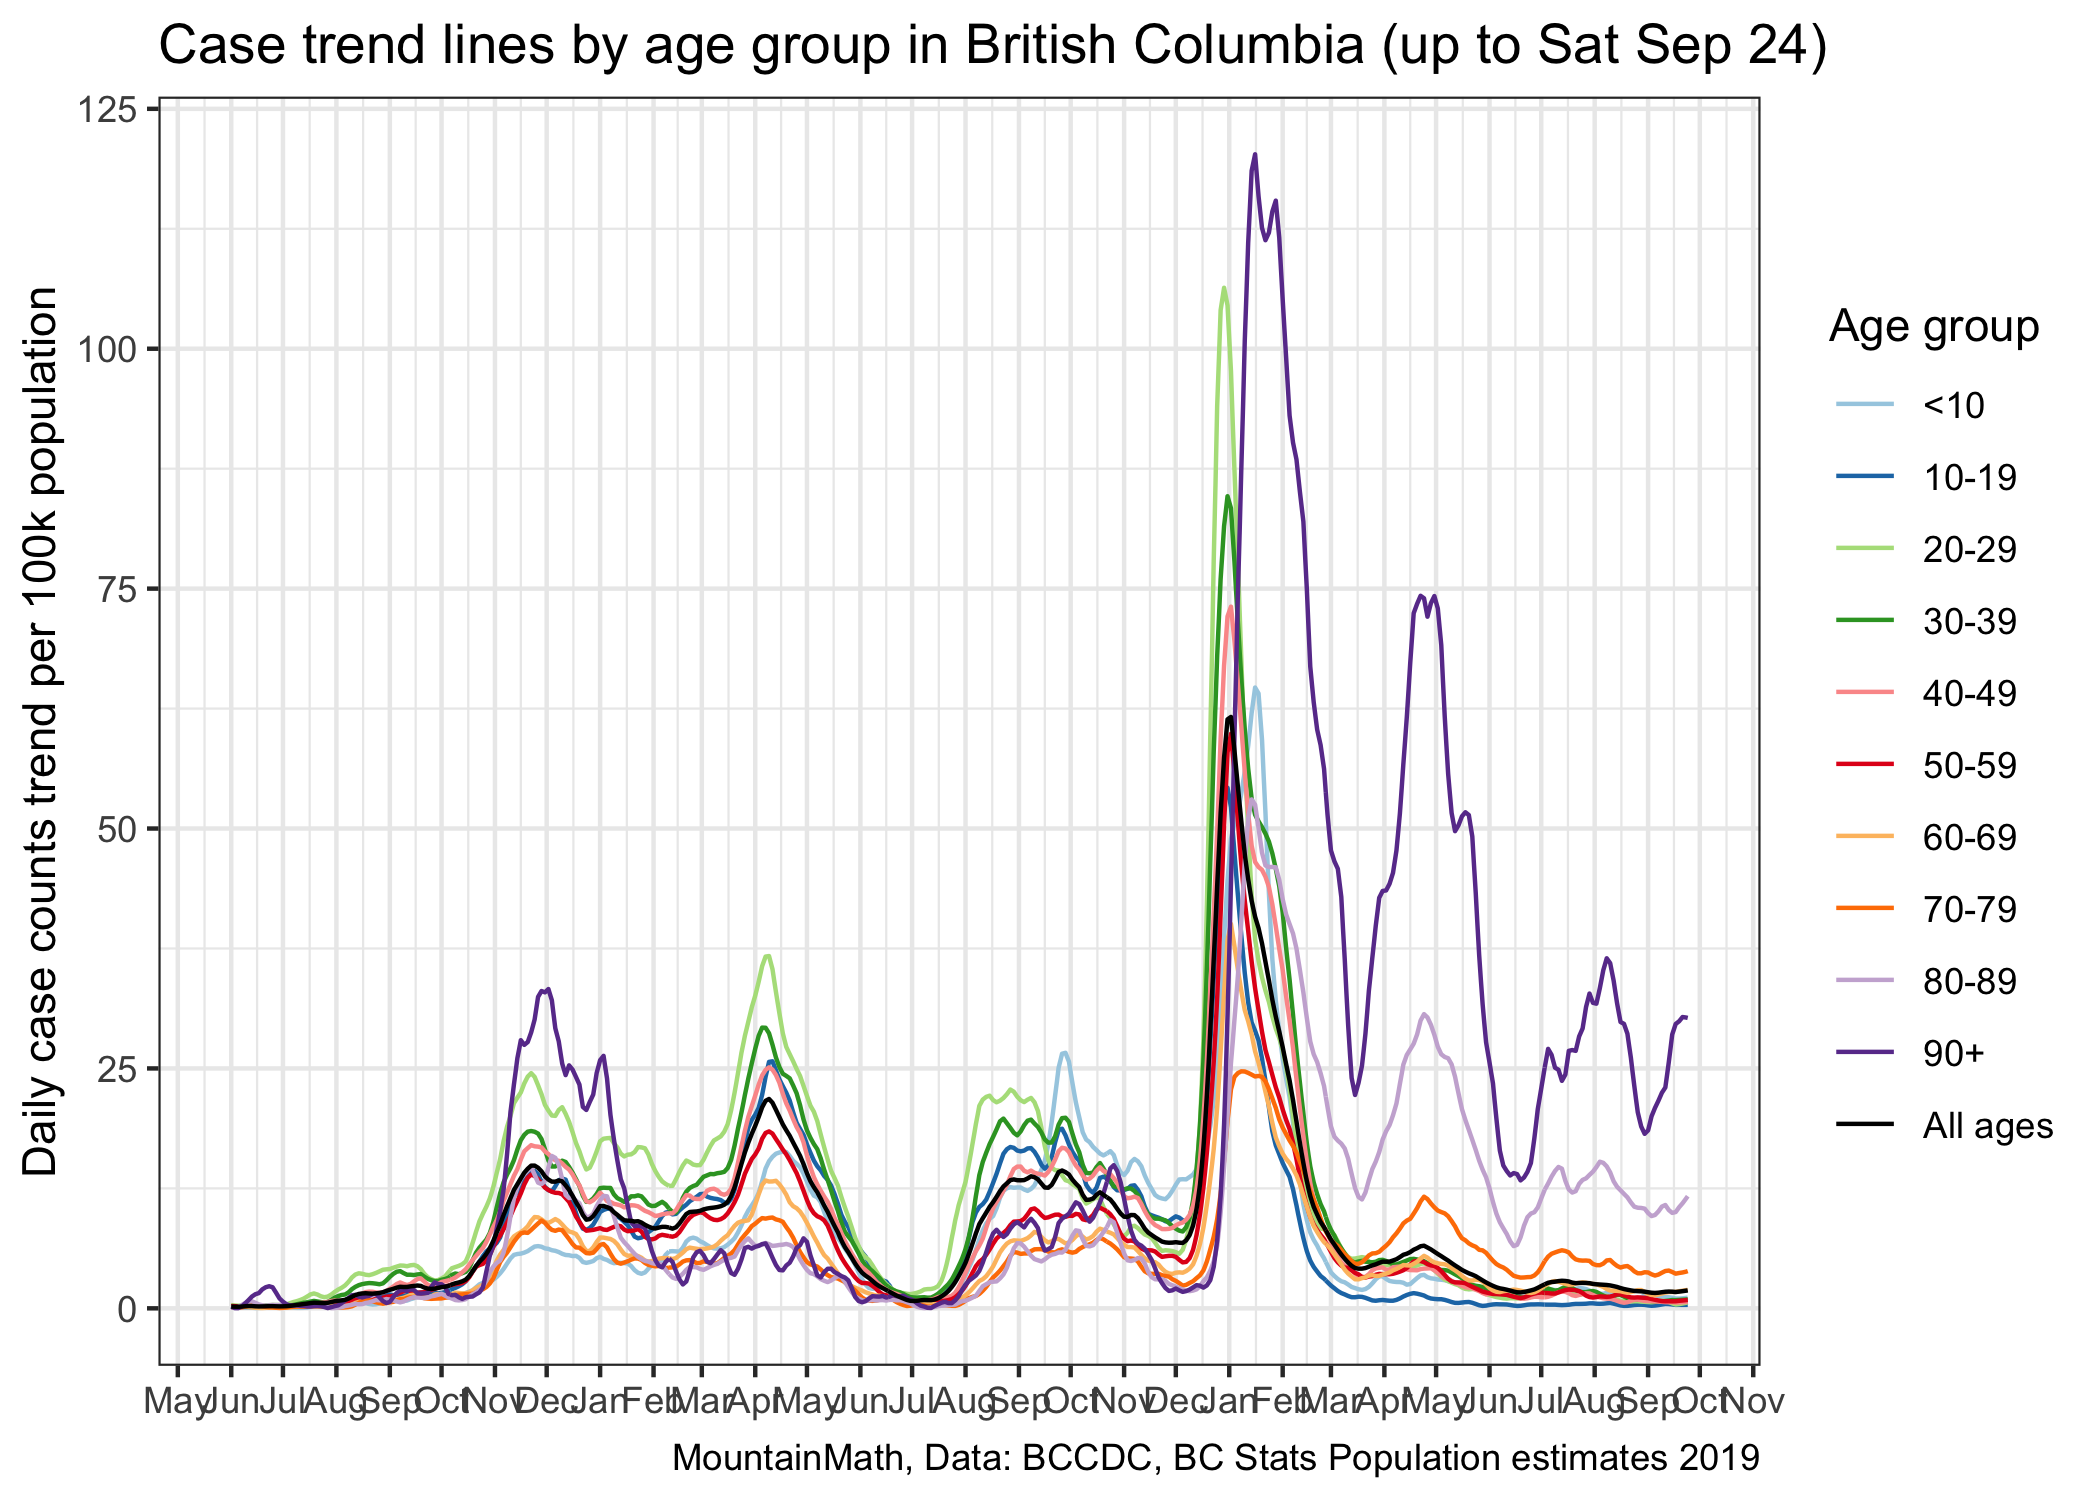 Case trend lines by age group in British Columbia (up to Sat Sep 24)
Daily case counts trend per 100k population
125
100
75
50
25
0
May Jun Jul Aug Sep Oct Nov Dec Jan Feb Mar Apr May Jun Jul Aug Sep Oct Nov Dec Jan Feb Mar Apr May Jun Jul Aug Sep Oct Nov
Age group
<10
10-19
20-29
30-39
40-49
50-59
60-69
70-79
80-89
90+
All ages
MountainMath, Data: BCCDC, BC Stats Population estimates 2019